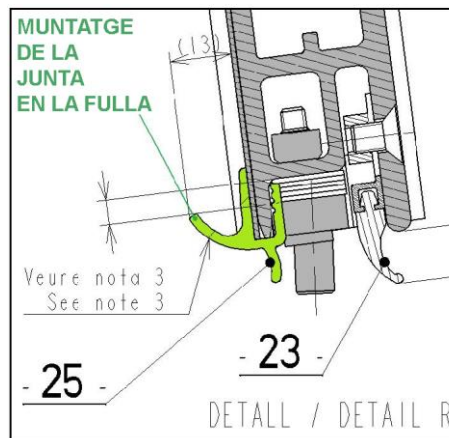 MUNTATGE
DE LA
JUNTA
EN LA FULLA
(13)
Veure nota 3
See note 3
- 25 -
- 23 -
DETALL / DETAIL R